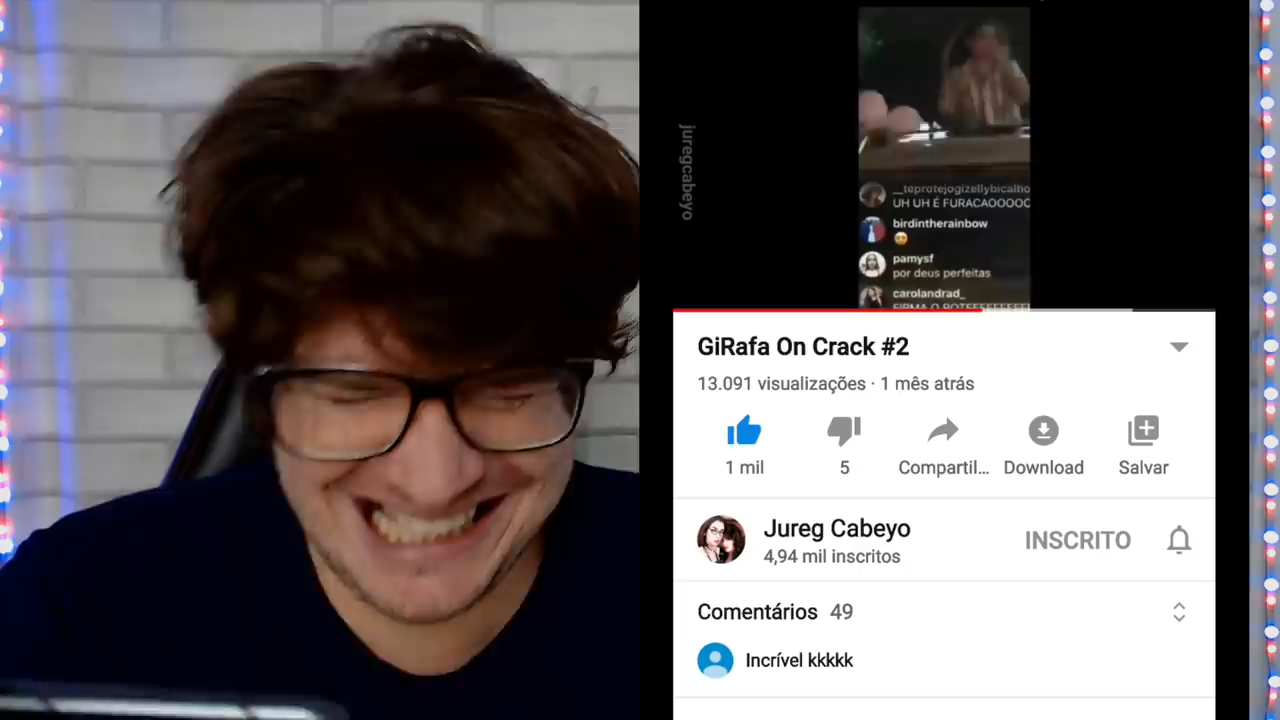 juregcabeyo
__teprotejogizellybicalho
UH UH É FURACAOOOOC
birdintherainbow
pamysf
por deus perfeitas
carolandrad_
GiRafa On Crack #2
13.091 visualizações · 1 mês atrás
1 mil
5
Compartil...
Download
Salvar
Jureg Cabeyo
4,94 mil inscritos
INSCRITO
Comentários 49
Incrível kkkkk